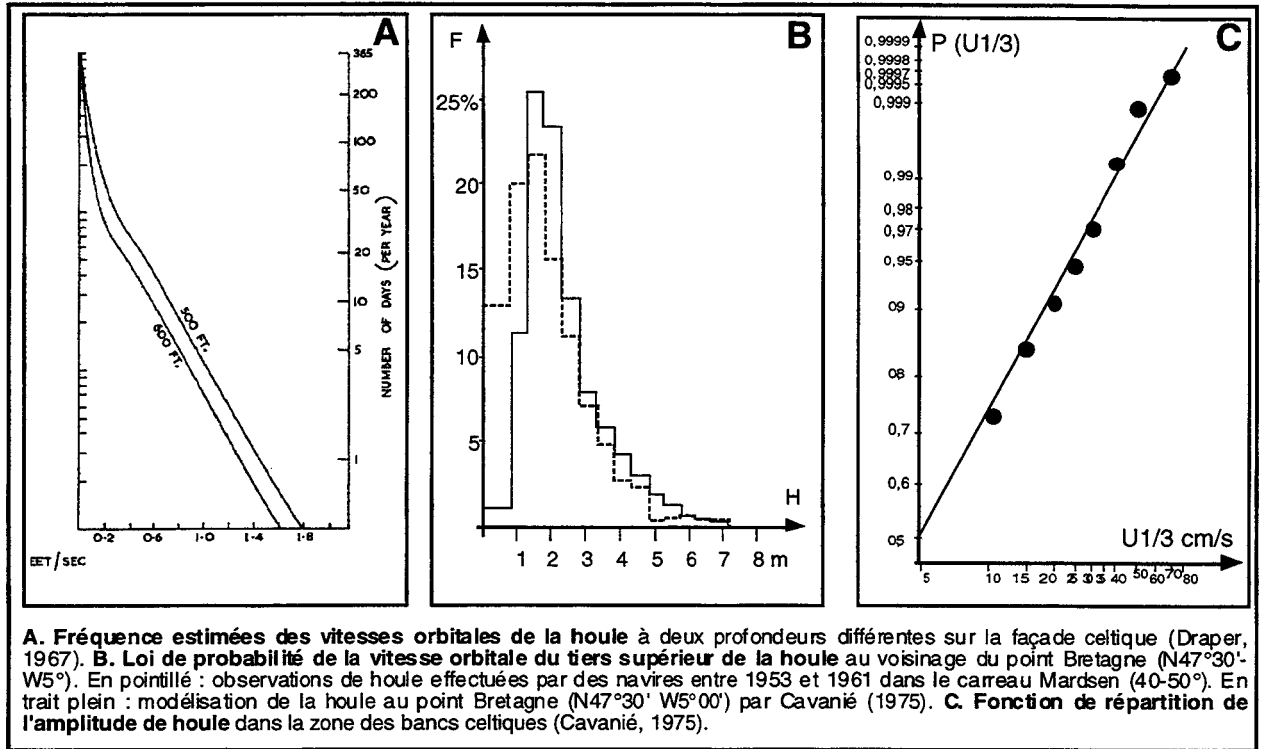 A
365
200
100
50
20
10
5
1
NUMBER OF DAYS (PER YEAR)
500 FT.
600 FT.
0·2 0·6 1·0 1·4 1·8
EET/SEC
B
F
25%
20
15
10
5
H
1 2 3 4 5 6 7 8 m
C
P (U1/3)
0,9999
0,9998
0,9997
0,9995
0,999
0,99
0,98
0,97
0,95
09
08
0,7
0,6
05
U1/3 cm/s
5 10 15 20 25 30 35 40 50 60 70 80
A. Fréquence estimées des vitesses orbitales de la houle à deux profondeurs différentes sur la façade celtique (Draper,
1967). B. Loi de probabilité de la vitesse orbitale du tiers supérieur de la houle au voisinage du point Bretagne (N47°30'-
W5°). En pointillé : observations de houle effectuées par des navires entre 1953 et 1961 dans le carreau Mardsen (40-50°). En
trait plein : modélisation de la houle au point Bretagne (N47°30' W5°00') par Cavanié (1975). C. Fonction de répartition de
l'amplitude de houle dans la zone des bancs celtiques (Cavanié, 1975).